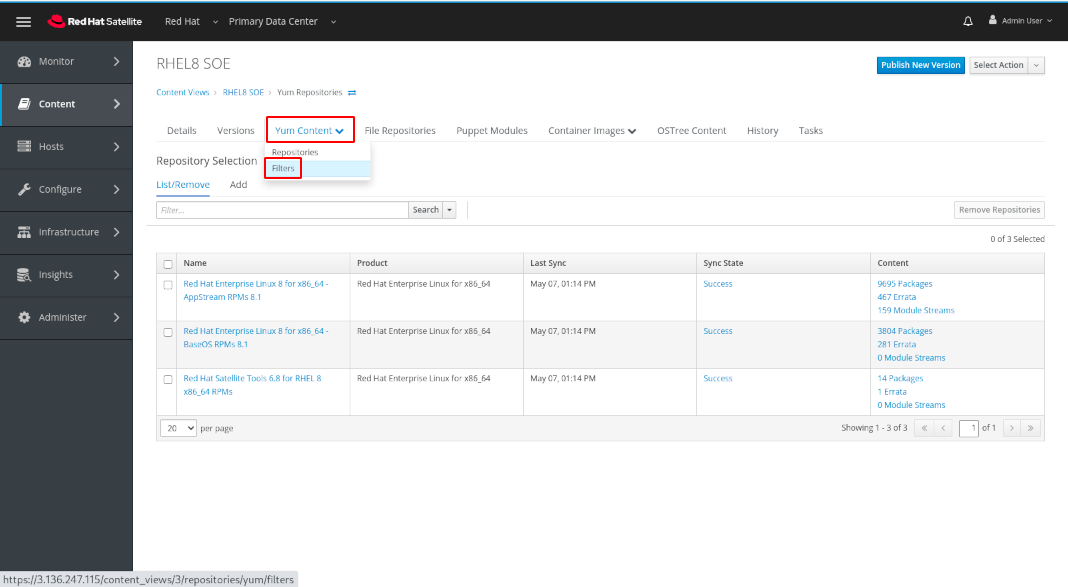 Red Hat Satellite Red Hat Primary Data Center Admin User
Monitor
Content
Hosts
Configure
Infrastructure
Insights
Administer
RHEL8 SOE
Publish New Version Select Action
Content Views > RHEL8 SOE > Yum Repositories
Details Versions Yum Content File Repositories Puppet Modules Container Images OSTree Content History Tasks
Repositories
Filters
Repository Selection
List/Remove Add
Filter... Search Remove Repositories
0 of 3 Selected
Name Product Last Sync Sync State Content
Red Hat Enterprise Linux 8 for x86_64 - Red Hat Enterprise Linux for x86_64 May 07, 01:14 PM Success 9695 Packages
AppStream RPMs 8.1 467 Errata
159 Module Streams
Red Hat Enterprise Linux 8 for x86_64 - Red Hat Enterprise Linux for x86_64 May 07, 01:14 PM Success 3804 Packages
BaseOS RPMs 8.1 281 Errata
0 Module Streams
Red Hat Satellite Tools 6.8 for RHEL 8 Red Hat Enterprise Linux for x86_64 May 07, 01:14 PM Success 14 Packages
x86_64 RPMs 1 Errata
0 Module Streams
20 per page Showing 1 - 3 of 3 « < 1 of 1 > »
https://3.136.247.115/content_views/3/repositories/yum/filters